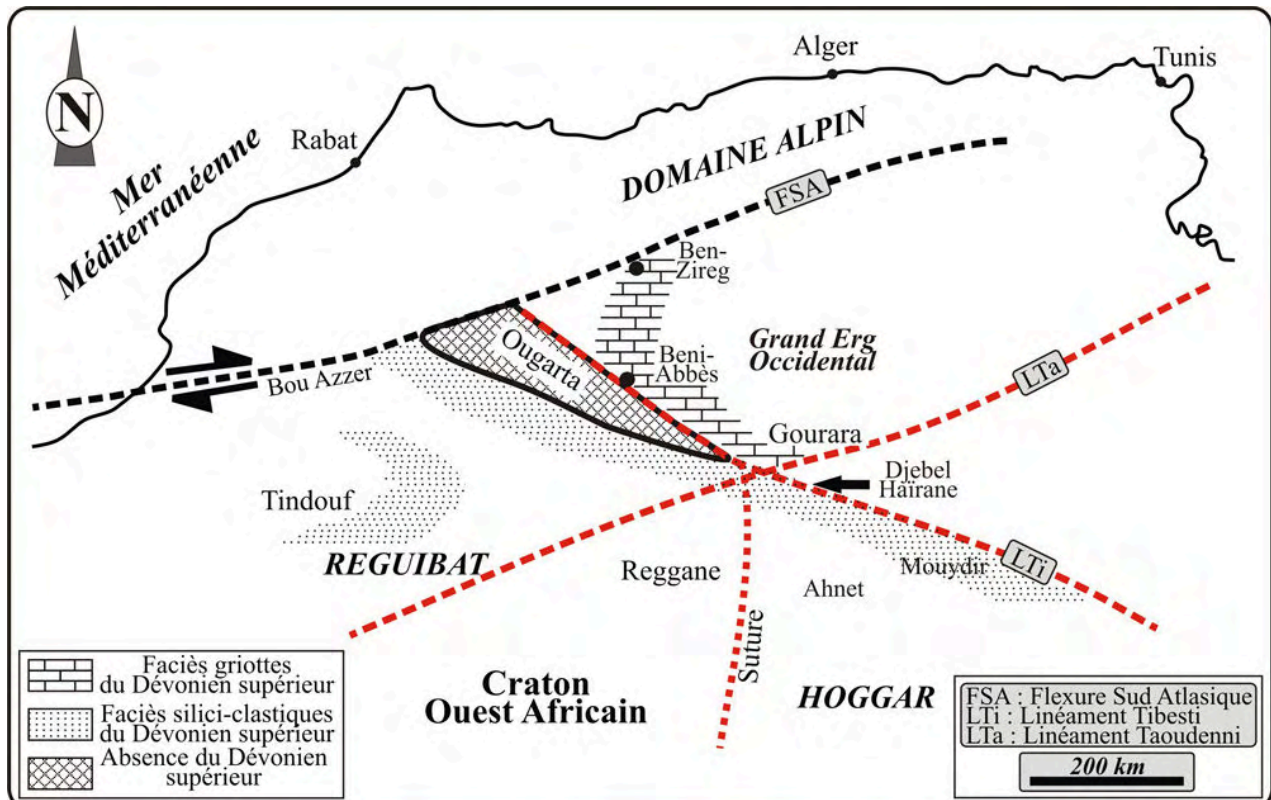 N
Alger
Tunis
Rabat
Mer
Méditerranéenne
DOMAINE ALPIN
FSA
Ben-
Zireg
Ougarta
Beni-
Abbès
Grand Erg
Occidental
LTa
Bou Azzer
Gourara
Djebel
Haïrane
Tindouf
REGUIBAT
Reggane
Ahnet
Mouydir
LTi
Suture
Craton
Ouest Africain
HOGGAR
Faciès griottes
du Dévonien supérieur
Faciès silici-clastiques
du Dévonien supérieur
Absence du Dévonien
supérieur
FSA : Flexure Sud Atlasique
LTi : Linéament Tibesti
LTa : Linéament Taoudenni
200 km